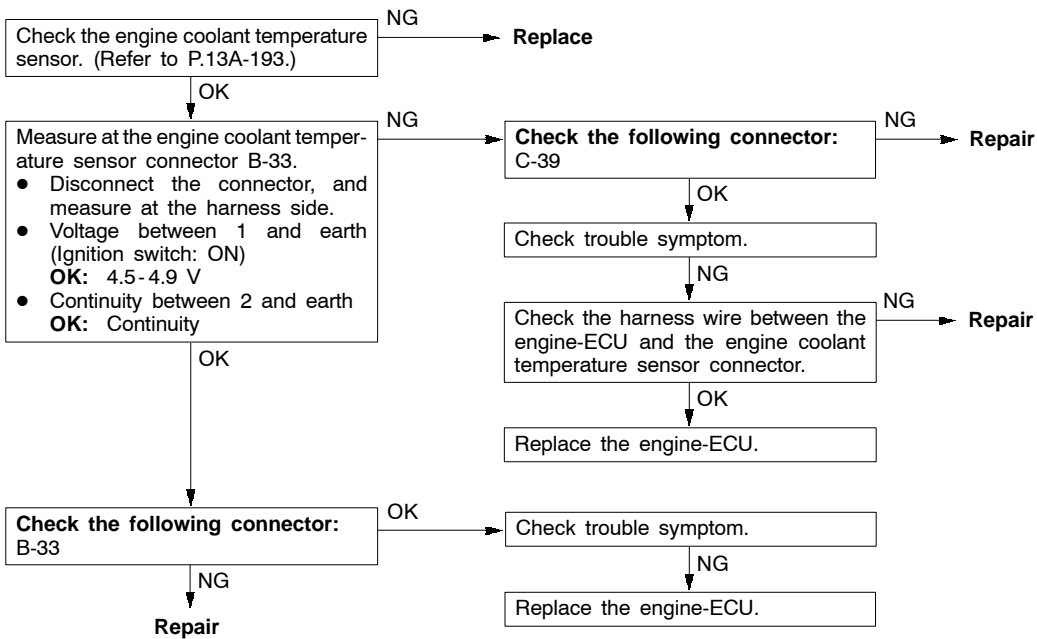 NG
Check the engine coolant temperature
sensor. (Refer to P.13A-193.)
Replace
OK
Measure at the engine coolant temper-
ature sensor connector B-33.
● Disconnect the connector, and
measure at the harness side.
● Voltage between 1 and earth
(Ignition switch: ON)
OK: 4.5-4.9 V
● Continuity between 2 and earth
OK: Continuity
NG
Check the following connector:
C-39
NG
Repair
OK
Check trouble symptom.
NG
Check the harness wire between the
engine-ECU and the engine coolant
temperature sensor connector.
NG
Repair
OK
Replace the engine-ECU.
OK
Check the following connector:
B-33
OK
Check trouble symptom.
NG
Replace the engine-ECU.
NG
Repair